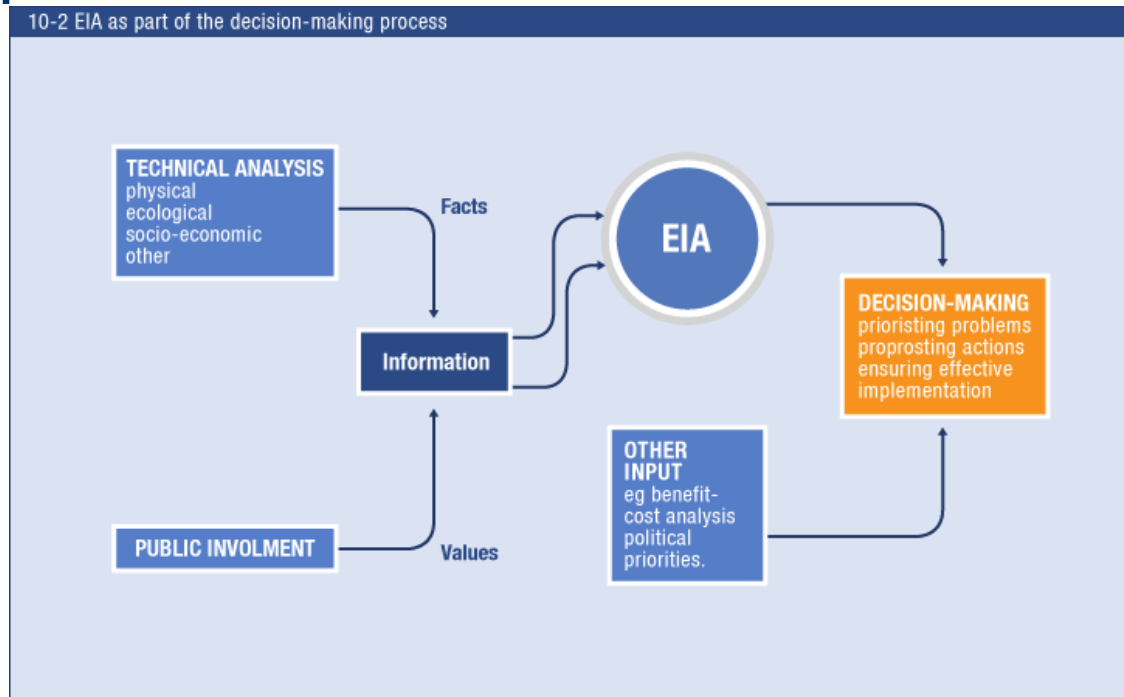 10-2 EIA as part of the decision-making process
TECHNICAL ANALYSIS
physical
ecological
socio-economic
other
Facts
EIA
Information
DECISION-MAKING
prioristing problems
proprosting actions
ensuring effective
implementation
OTHER
INPUT
eg benefit-
cost analysis
political
priorities.
PUBLIC INVOLMENT
Values